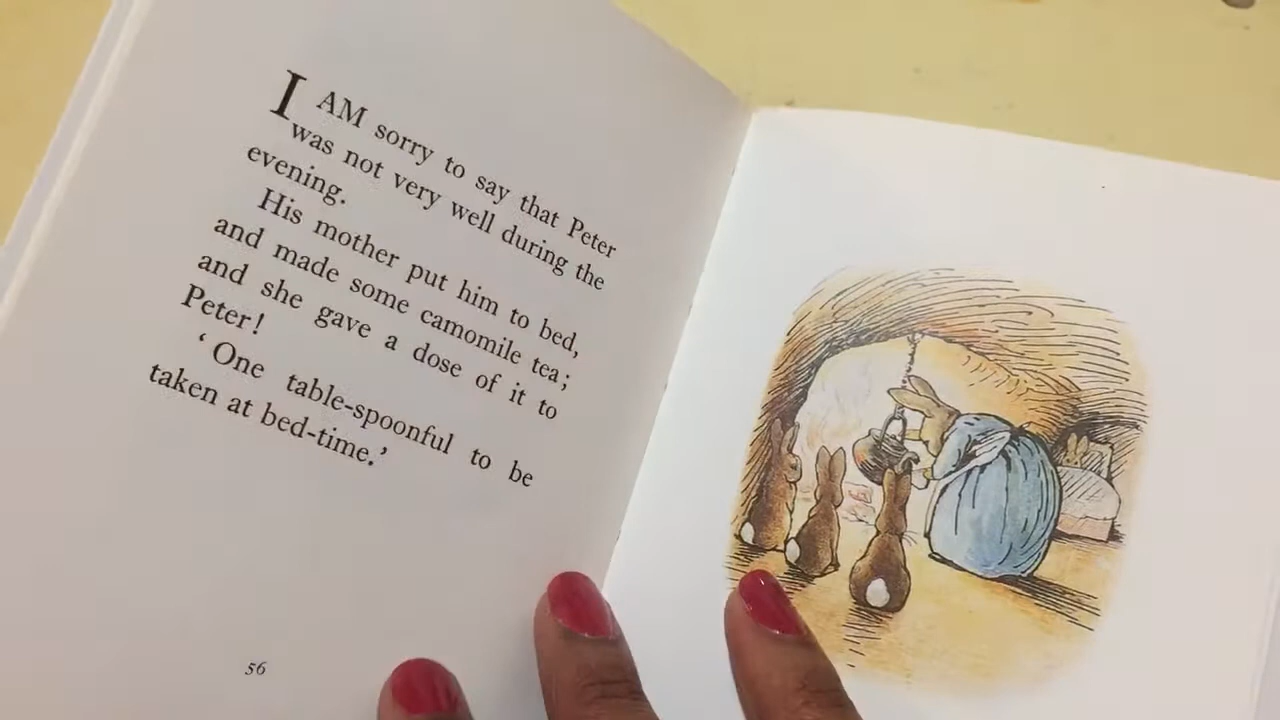 I AM sorry to say that Peter
was not very well during the
evening.
His mother put him to bed,
and made some camomile tea;
and she gave a dose of it to
Peter!
‘One table-spoonful to be
taken at bed-time.’
56